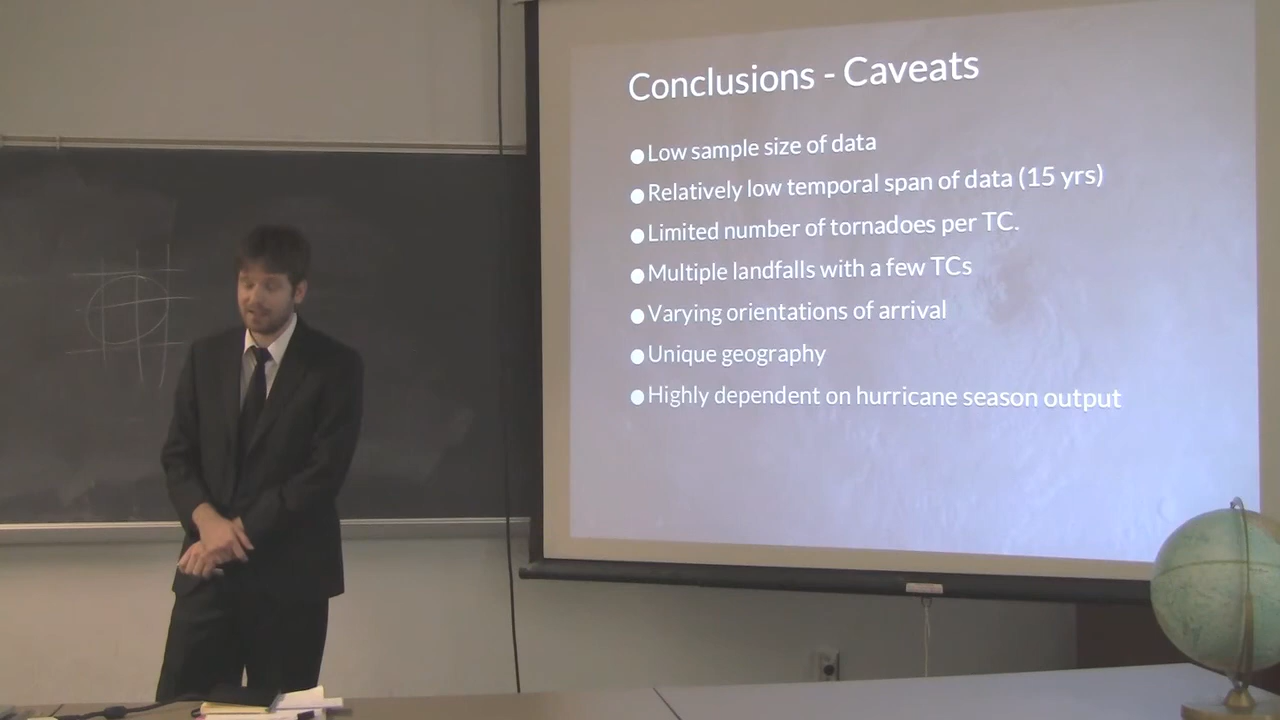 Conclusions - Caveats
●Low sample size of data
●Relatively low temporal span of data (15 yrs)
●Limited number of tornadoes per TC.
●Multiple landfalls with a few TCs
●Varying orientations of arrival
●Unique geography
●Highly dependent on hurricane season output